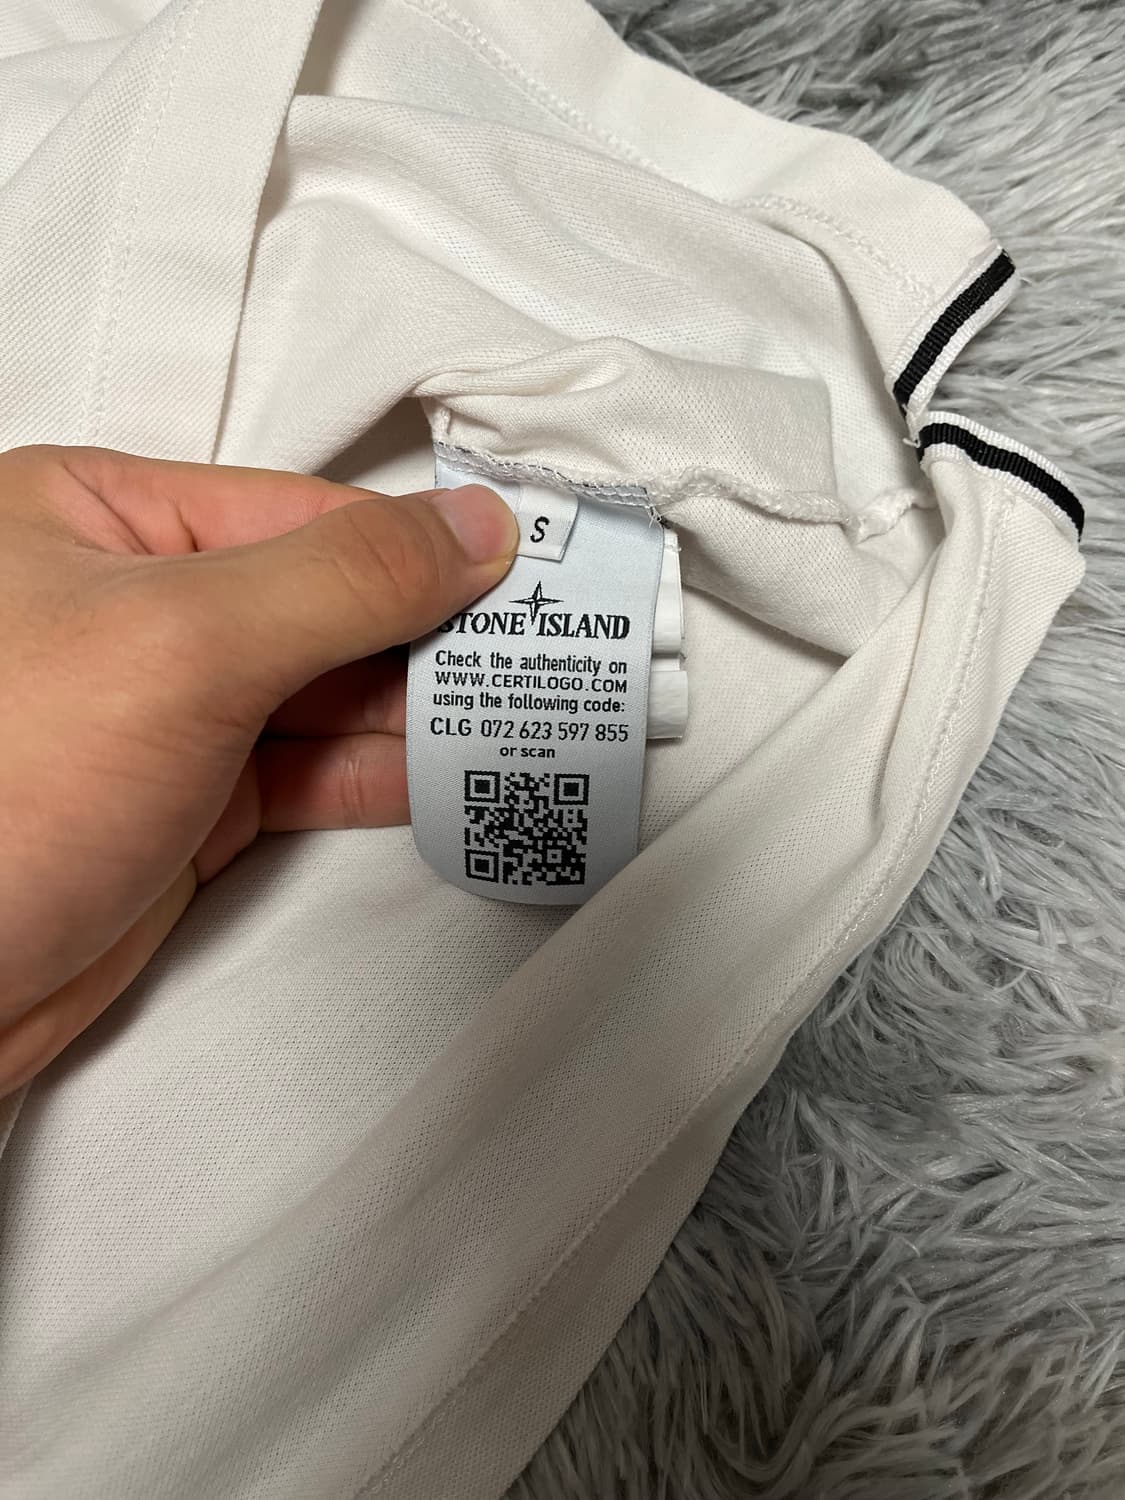 S
STONE ISLAND
Check the authenticity on
WWW.CERTILOGO.COM
using the following code:
CLG 072 623 597 855
or scan